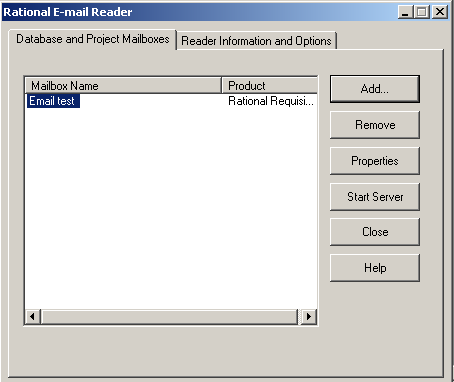 Rational E-mail Reader
Database and Project Mailboxes Reader Information and Options
Mailbox Name Product
Email test Rational Requisi...
Add...
Remove
Properties
Start Server
Close
Help